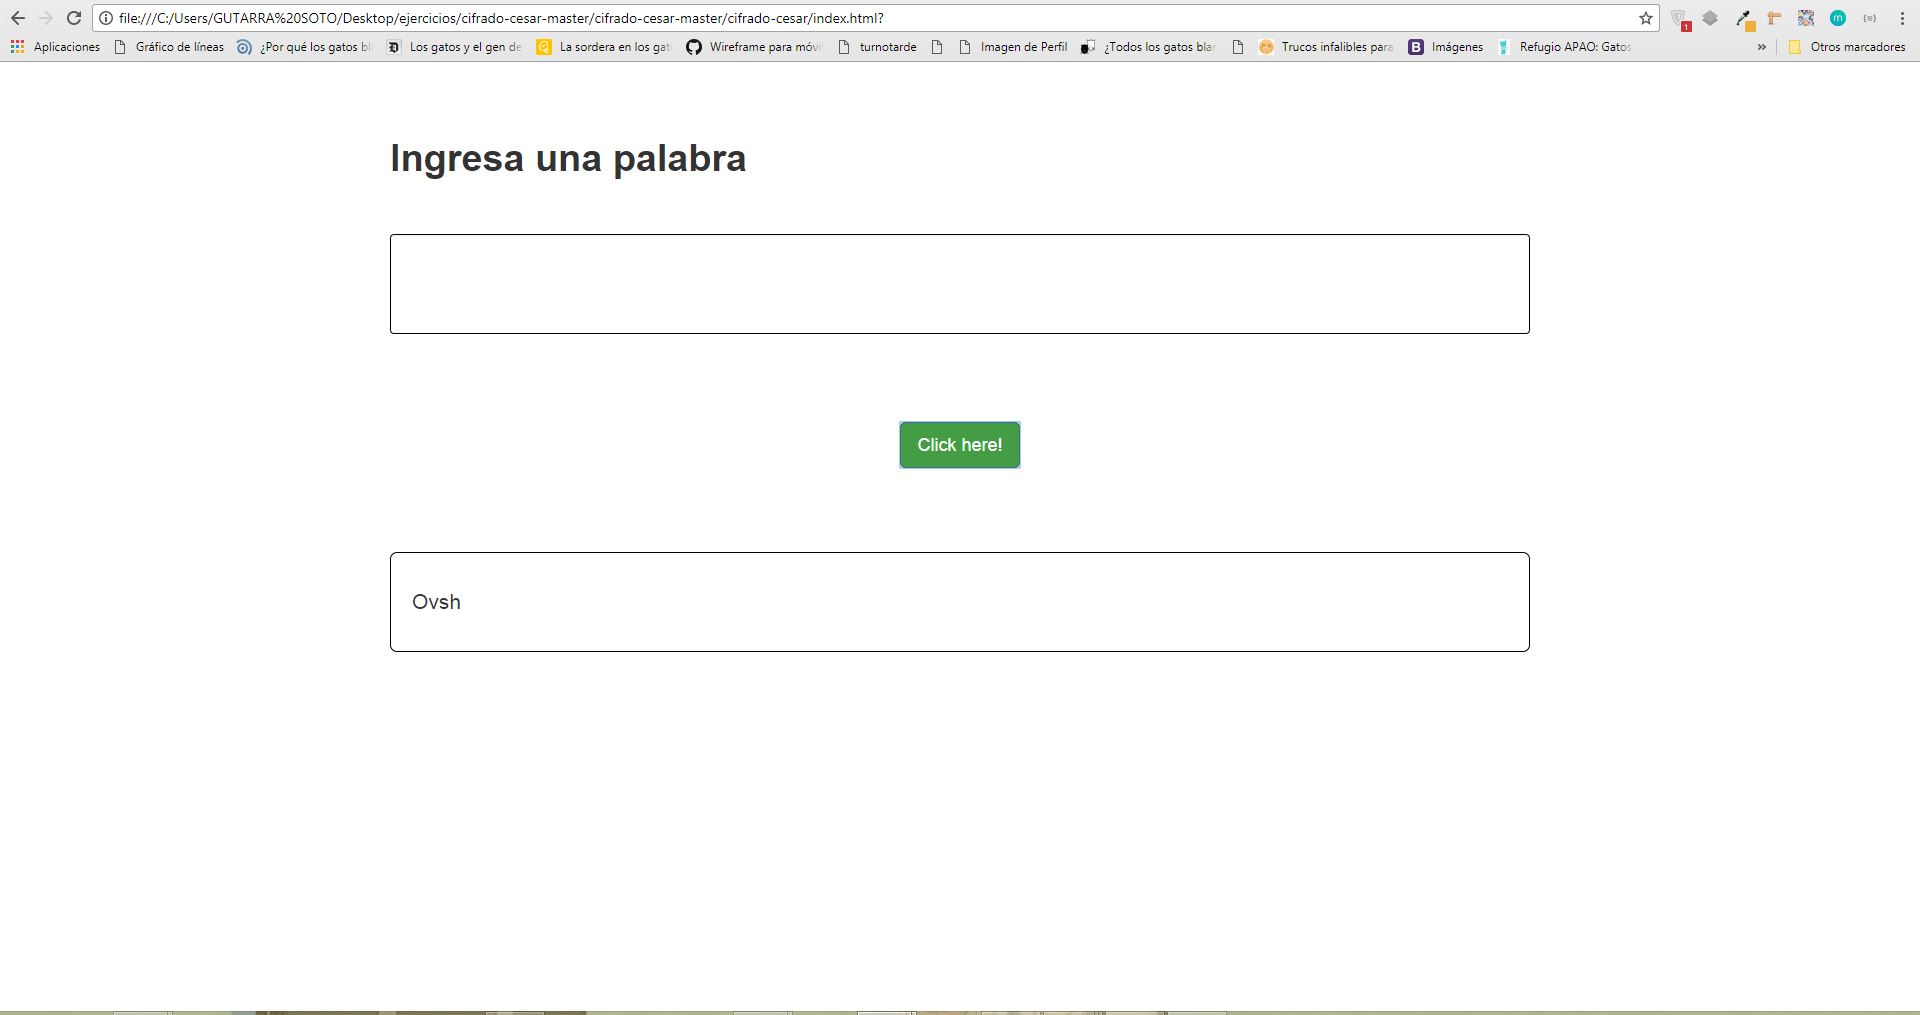 file:///C:/Users/GUTARRA%20SOTO/Desktop/ejercicios/cifrado-cesar-master/cifrado-cesar-master/cifrado-cesar/index.html?
1
m
Aplicaciones Gráfico de líneas ¿Por qué los gatos bl Los gatos y el gen de La sordera en los gat Wireframe para móvi turnotarde Imagen de Perfil ¿Todos los gatos blan Trucos infalibles para B Imágenes Refugio APAO: Gatos » Otros marcadores
Ingresa una palabra
Click here!
Ovsh